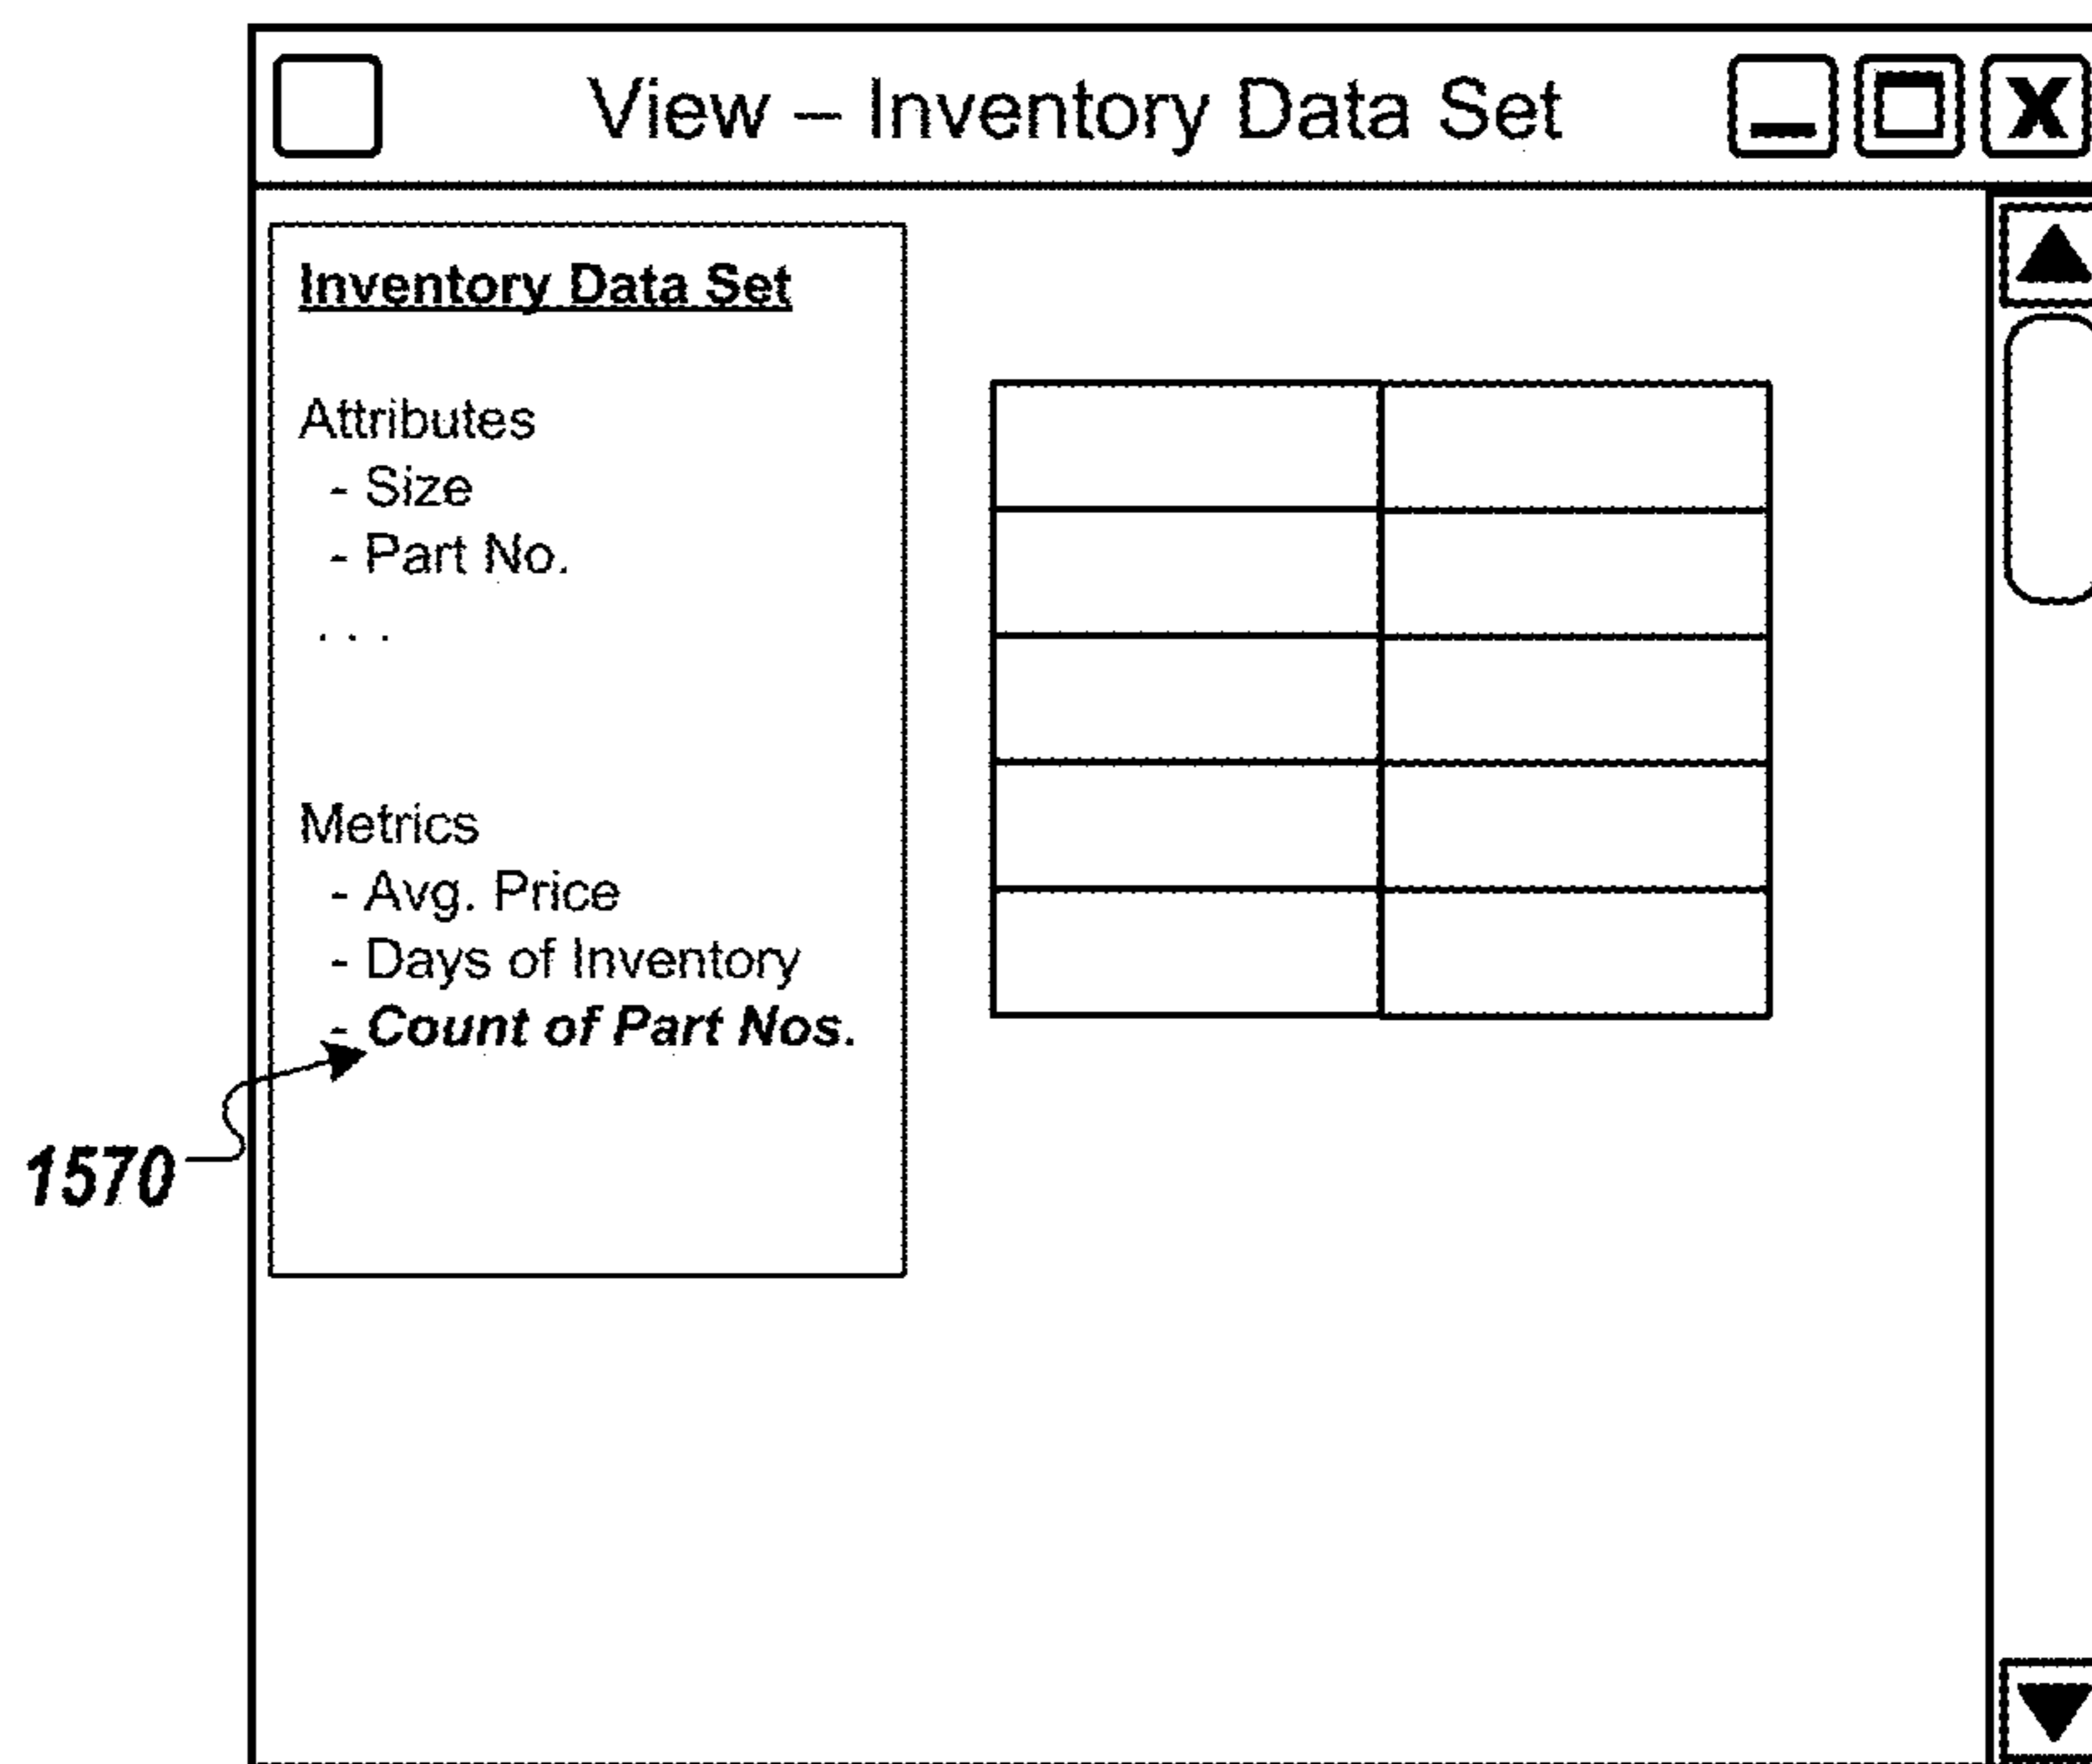 View – Inventory Data Set
X
Inventory Data Set
Attributes
- Size
- Part No.
. . .
Metrics
- Avg. Price
- Days of Inventory
- Count of Part Nos.
1570